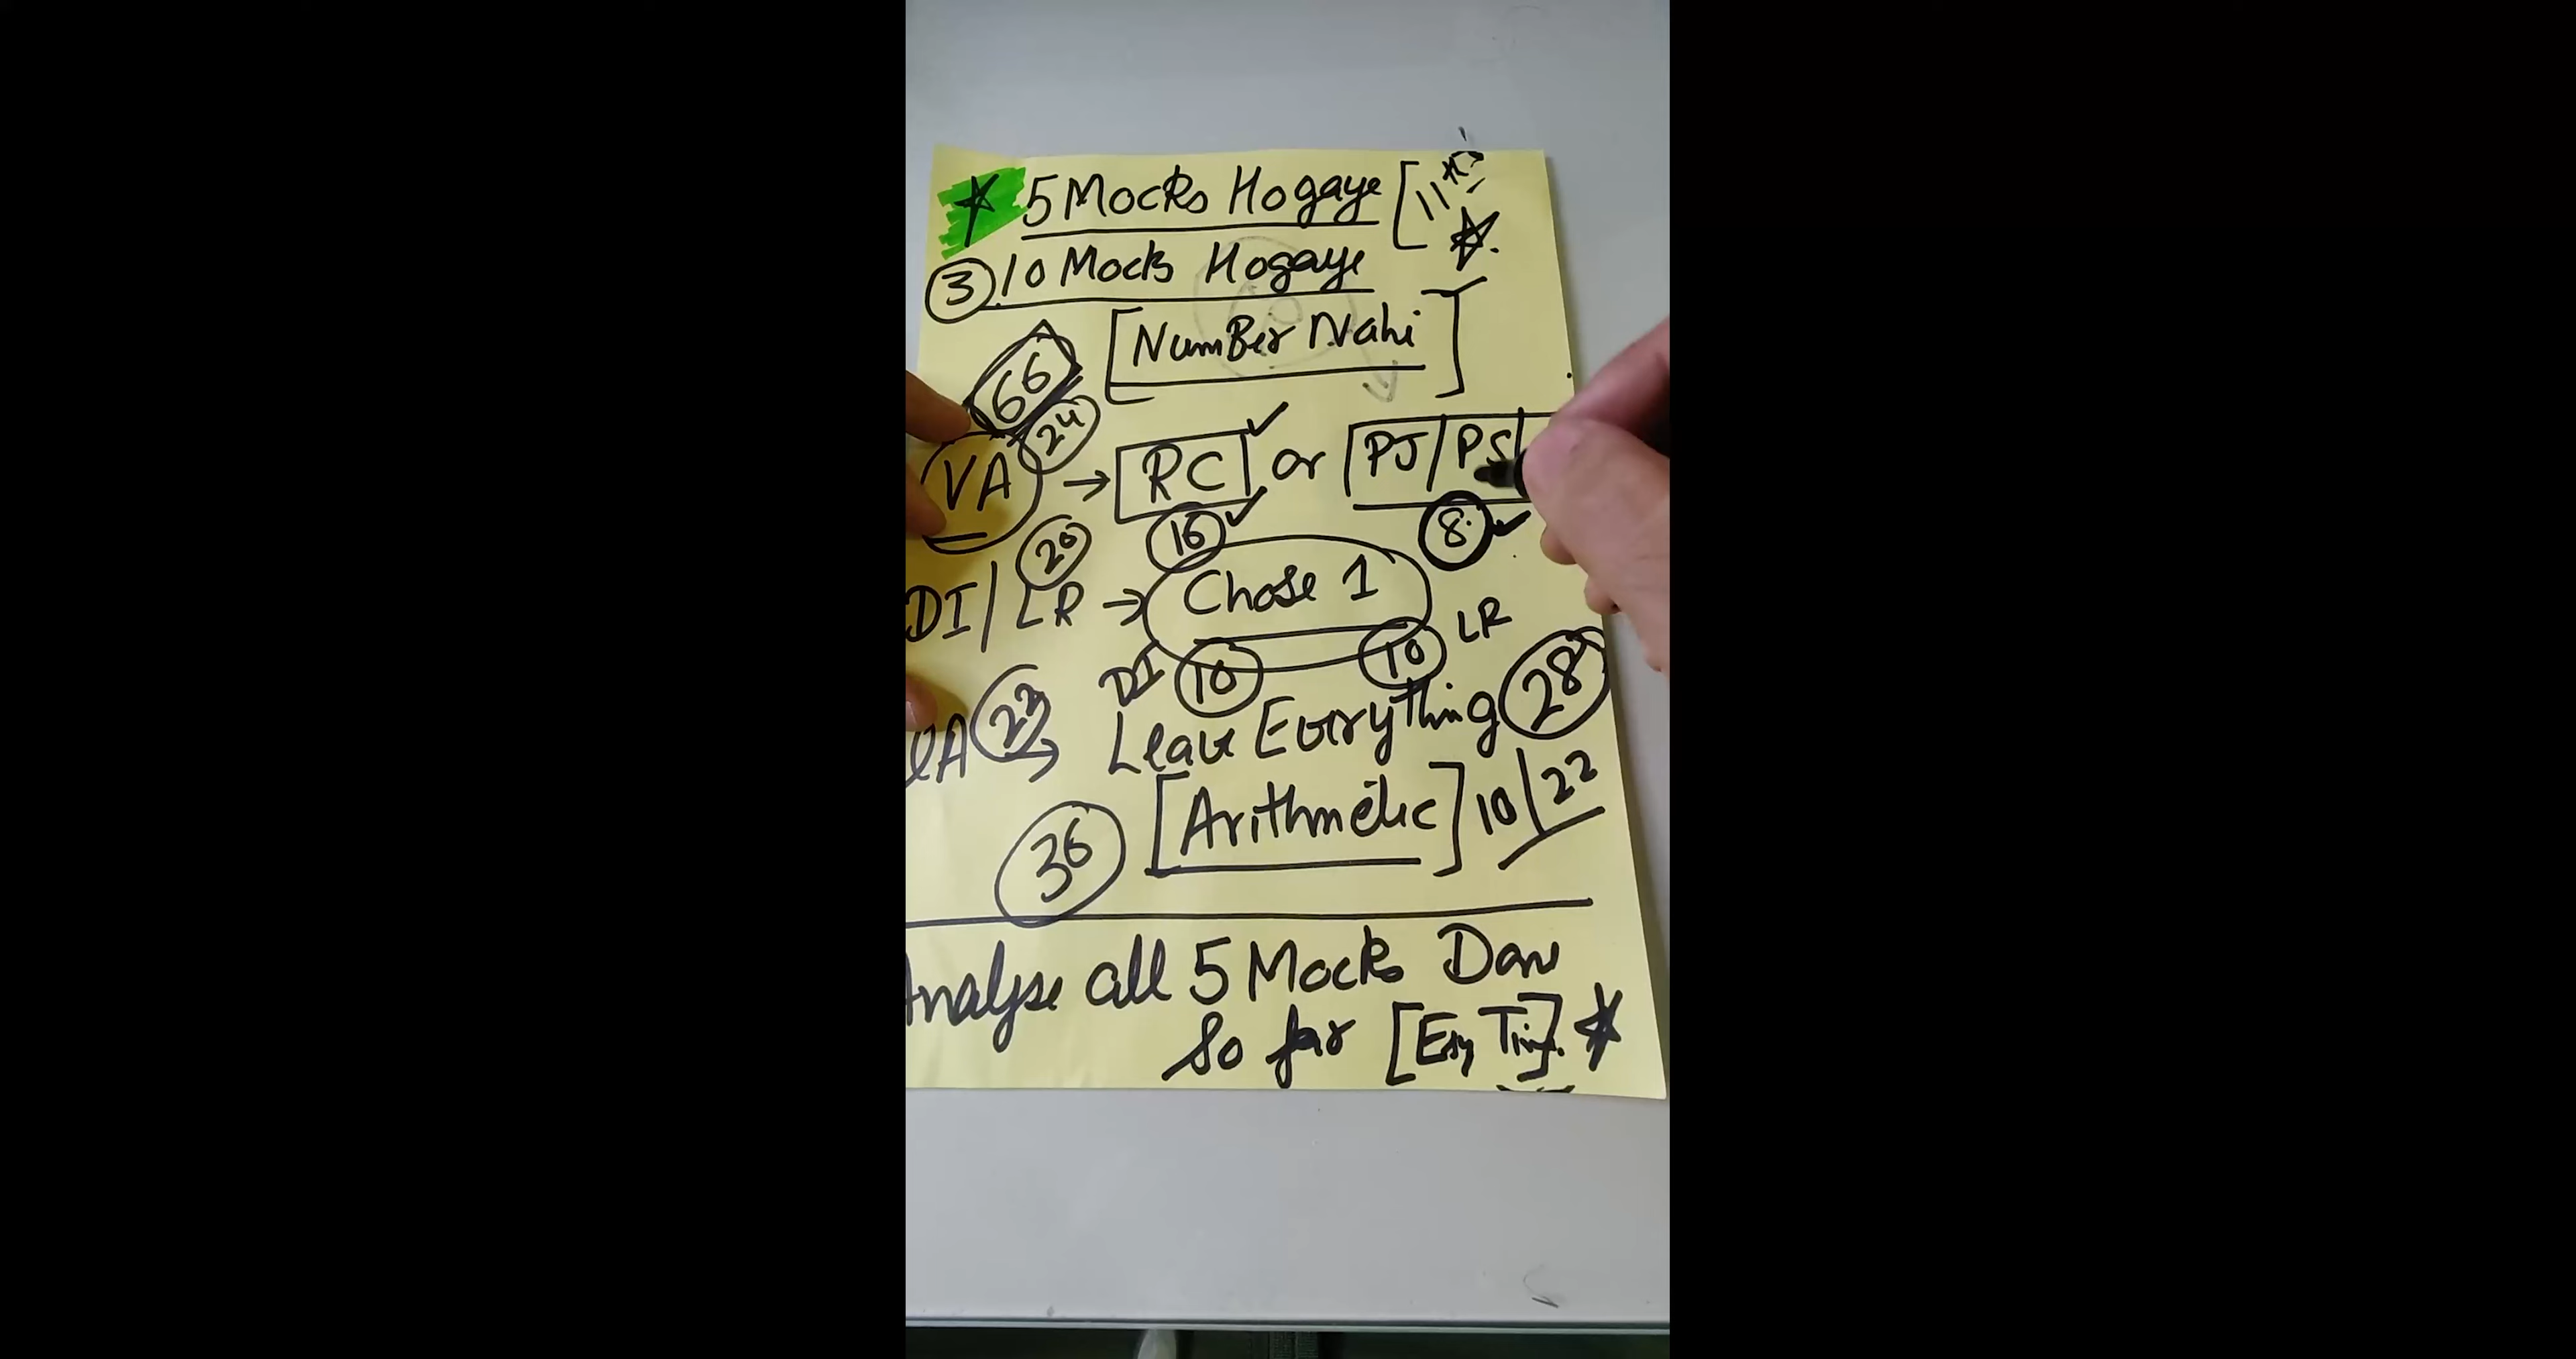 5 Mocks Hogaye [11
3 10 Mocks Hogaye
[Number Nahi]
66
24
VA → RC or PJ/PS
16 8
20
DI/LR → Chose 1
DI 10 10 LR
QA 22 → Leave Everything 28
[Arithmetic] 10/22
36
Analyse all 5 Mocks Done
So far [